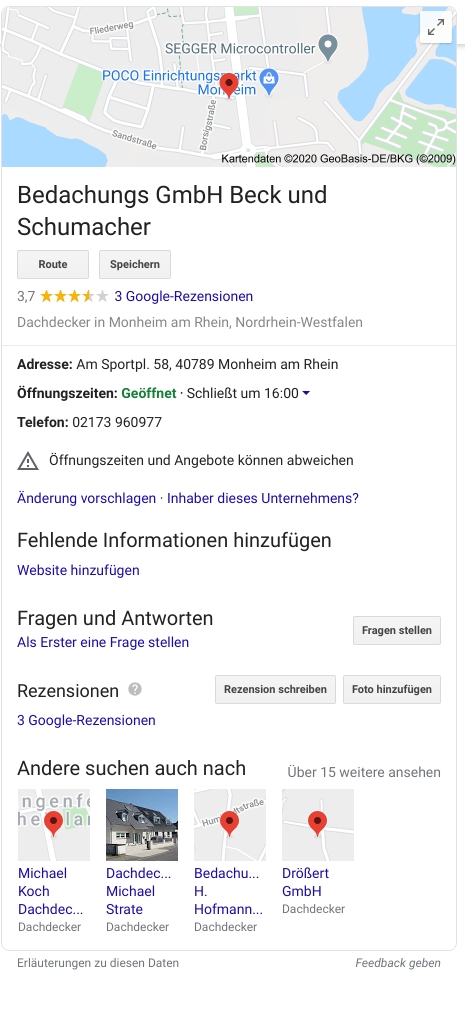 Fliederweg
SEGGER Microcontroller
POCO Einrichtungsmarkt
Monheim
Borsigstraße
Sandstraße
Kartendaten ©2020 GeoBasis-DE/BKG (©2009)
Bedachungs GmbH Beck und
Schumacher
Route Speichern
3,7 3 Google-Rezensionen
Dachdecker in Monheim am Rhein, Nordrhein-Westfalen
Adresse: Am Sportpl. 58, 40789 Monheim am Rhein
Öffnungszeiten: Geöffnet · Schließt um 16:00
Telefon: 02173 960977
Öffnungszeiten und Angebote können abweichen
Änderung vorschlagen · Inhaber dieses Unternehmens?
Fehlende Informationen hinzufügen
Website hinzufügen
Fragen und Antworten
Als Erster eine Frage stellen
Fragen stellen
Rezensionen ?
Rezension schreiben Foto hinzufügen
3 Google-Rezensionen
Andere suchen auch nach
Über 15 weitere ansehen
Michael
Koch
Dachdec...
Dachdecker
Dachdec...
Michael
Strate
Dachdecker
Bedachu...
H.
Hofmann...
Dachdecker
Drößert
GmbH
Dachdecker
Erläuterungen zu diesen Daten
Feedback geben